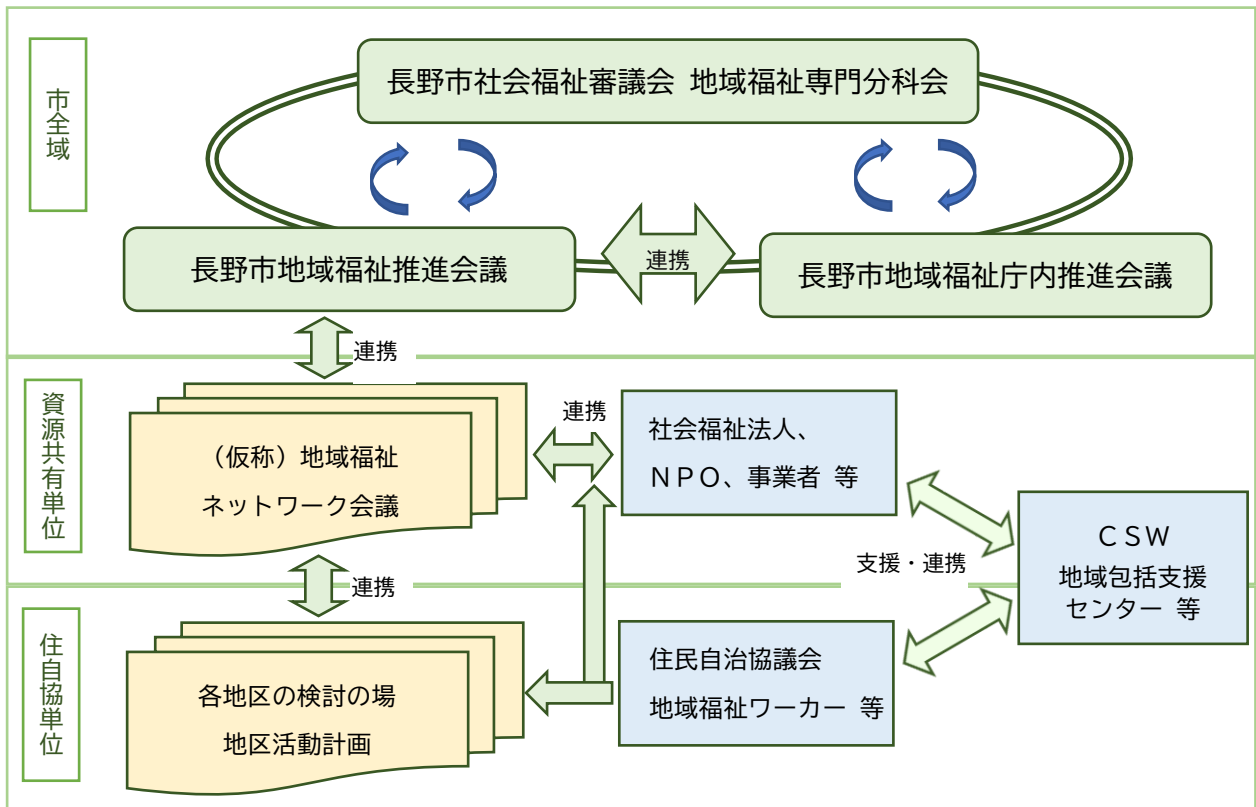 市全域
長野市社会福祉審議会 地域福祉専門分科会
長野市地域福祉推進会議
連携
長野市地域福祉庁内推進会議
連携
資源共有単位
（仮称）地域福祉
ネットワーク会議
連携
社会福祉法人、
ＮＰＯ、事業者 等
ＣＳＷ
地域包括支援
センター 等
支援・連携
連携
住自協単位
各地区の検討の場
地区活動計画
住民自治協議会
地域福祉ワーカー 等